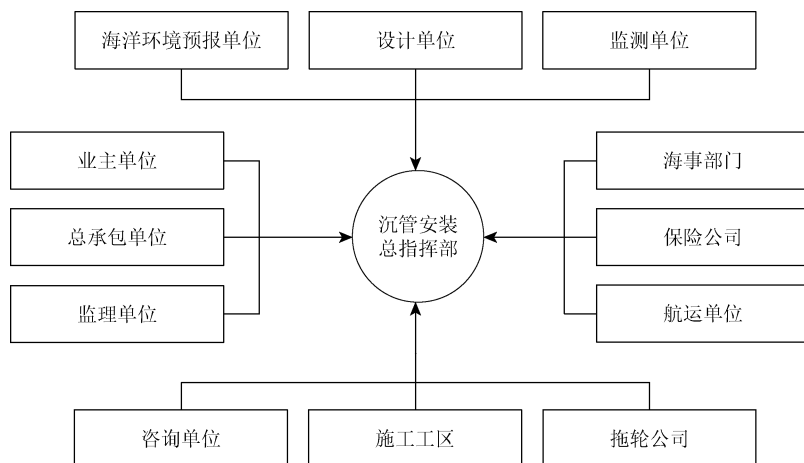 海洋环境预报单位
设计单位
监测单位
业主单位
海事部门
沉管安装
总指挥部
总承包单位
保险公司
监理单位
航运单位
咨询单位
施工工区
拖轮公司